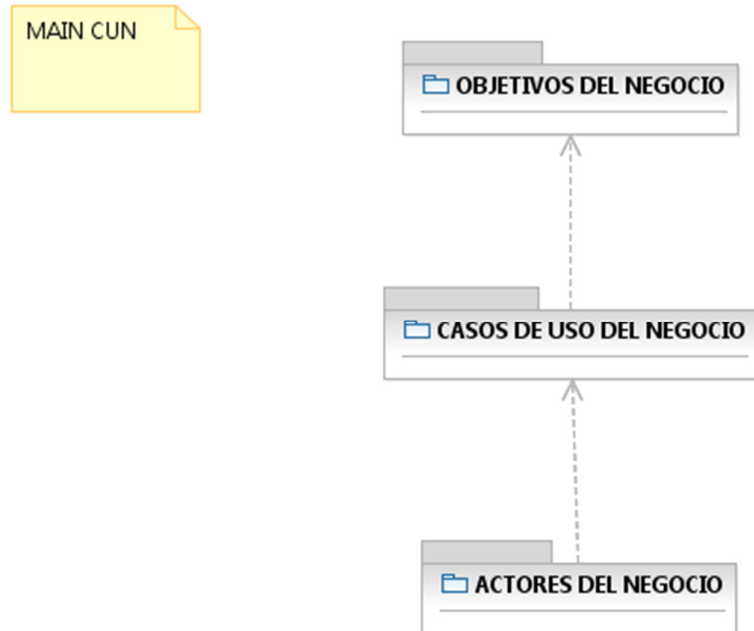 MAIN CUN
OBJETIVOS DEL NEGOCIO
CASOS DE USO DEL NEGOCIO
ACTORES DEL NEGOCIO